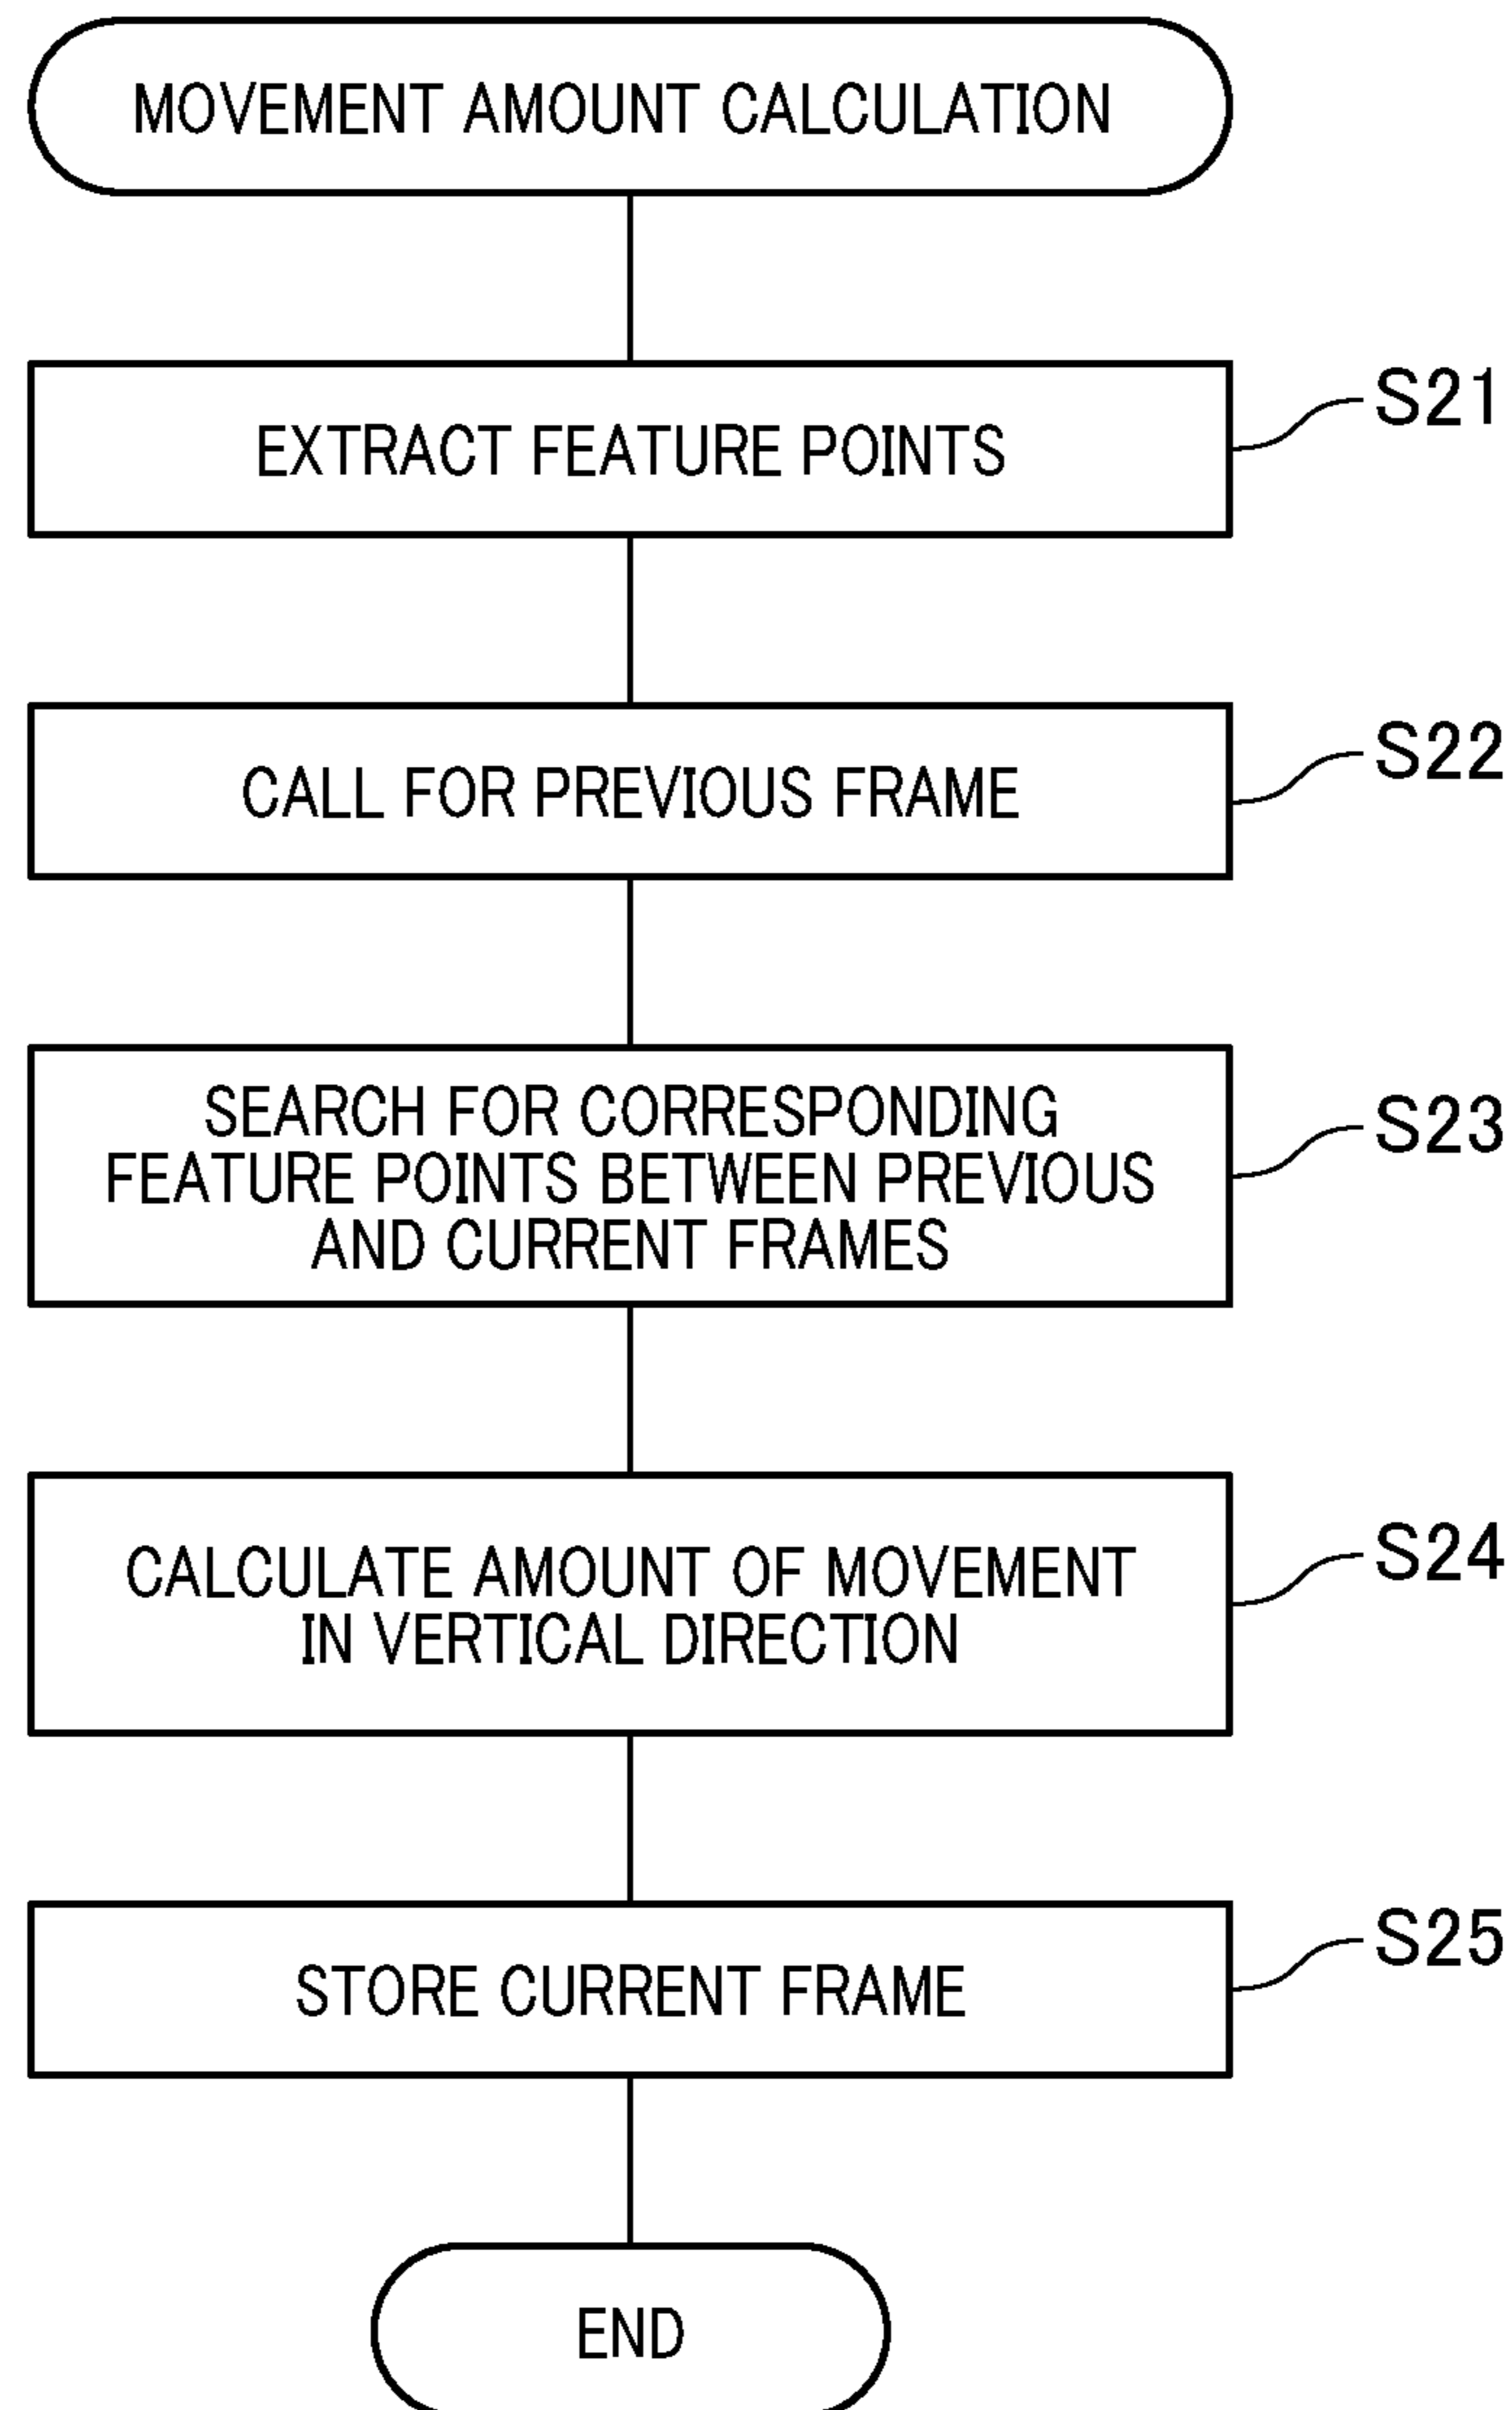 MOVEMENT AMOUNT CALCULATION
EXTRACT FEATURE POINTS
S21
CALL FOR PREVIOUS FRAME
S22
SEARCH FOR CORRESPONDING
FEATURE POINTS BETWEEN PREVIOUS
AND CURRENT FRAMES
S23
CALCULATE AMOUNT OF MOVEMENT
IN VERTICAL DIRECTION
S24
STORE CURRENT FRAME
S25
END